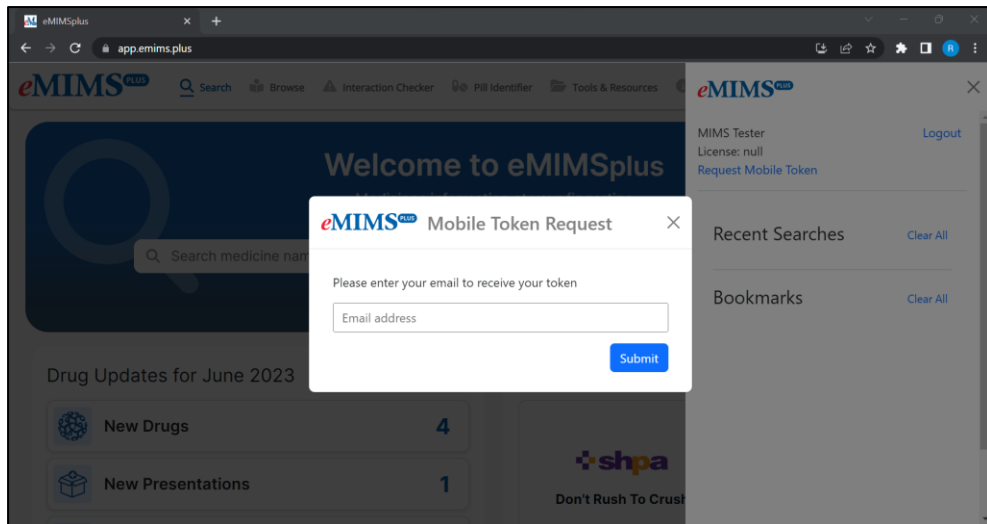 eMIMSplus
app.emims.plus
R
eMIMS PLUS
Search
Browse
Interaction Checker
Pill Identifier
Tools & Resources
Welcome to eMIMSplus
Search medicine nam
eMIMS PLUS Mobile Token Request
Please enter your email to receive your token
Email address
Submit
Drug Updates for June 2023
New Drugs 4
New Presentations 1
shpa
Don't Rush To Crush
eMIMS PLUS
MIMS Tester
Logout
License: null
Request Mobile Token
Recent Searches
Clear All
Bookmarks
Clear All